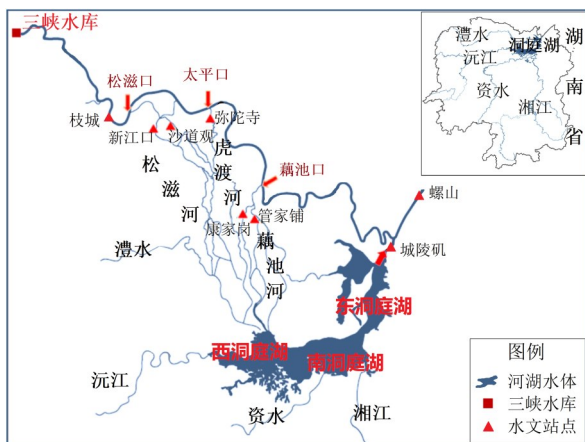 三峡水库
松滋口
太平口
枝城
新江口
沙道观
弥陀寺
松滋河
虎渡河
藕池口
康家岗
管家铺
藕池河
澧水
螺山
城陵矶
东洞庭湖
西洞庭湖
南洞庭湖
沅江
资水
湘江
澧水
洞庭湖
沅江
资水
湘江
湖南省
图例
河湖水体
三峡水库
水文站点